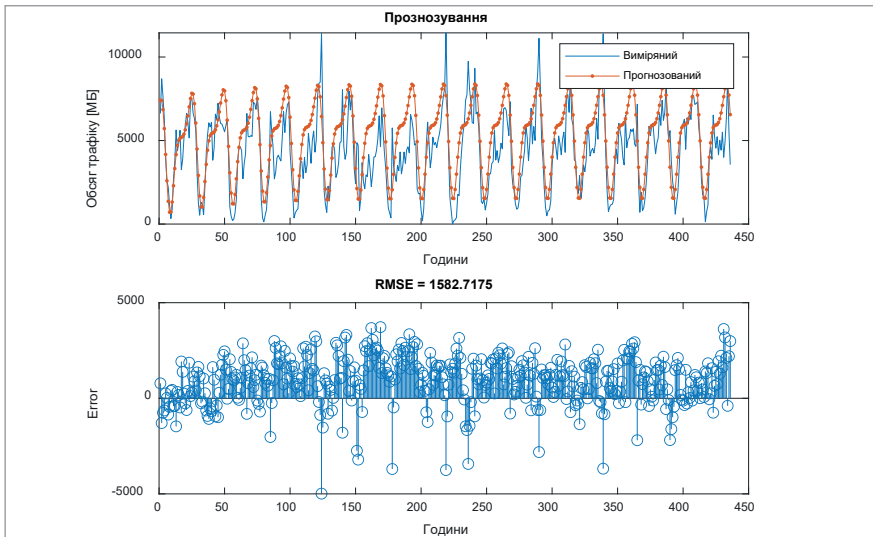 Прознозування
Обсяг трафіку [МБ]
10000
5000
0
Виміряний
Прогнозований
0 50 100 150 200 250 300 350 400 450
Години
RMSE = 1582.7175
Error
5000
0
-5000
0 50 100 150 200 250 300 350 400 450
Години